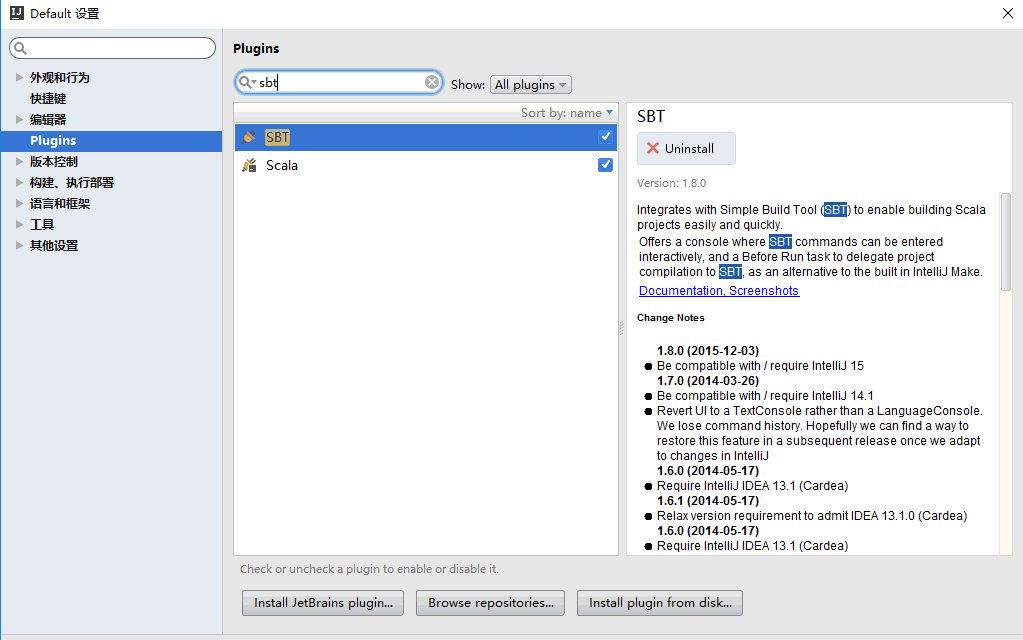 Default 设置
外观和行为
快捷键
编辑器
Plugins
版本控制
构建、执行部署
语言和框架
工具
其他设置
Plugins
sbt
Show: All plugins
Sort by: name
SBT
Scala
SBT
Uninstall
Version: 1.8.0
Integrates with Simple Build Tool (SBT) to enable building Scala
projects easily and quickly.
Offers a console where SBT commands can be entered
interactively, and a Before Run task to delegate project
compilation to SBT, as an alternative to the built in IntelliJ Make.
Documentation, Screenshots
Change Notes
1.8.0 (2015-12-03)
Be compatible with / require IntelliJ 15
1.7.0 (2014-03-26)
Be compatible with / require IntelliJ 14.1
Revert UI to a TextConsole rather than a LanguageConsole.
We lose command history. Hopefully we can find a way to
restore this feature in a subsequent release once we adapt
to changes in IntelliJ
1.6.0 (2014-05-17)
Require IntelliJ IDEA 13.1 (Cardea)
1.6.1 (2014-05-17)
Relax version requirement to admit IDEA 13.1.0 (Cardea)
1.6.0 (2014-05-17)
Require IntelliJ IDEA 13.1 (Cardea)
Check or uncheck a plugin to enable or disable it.
Install JetBrains plugin...
Browse repositories...
Install plugin from disk...